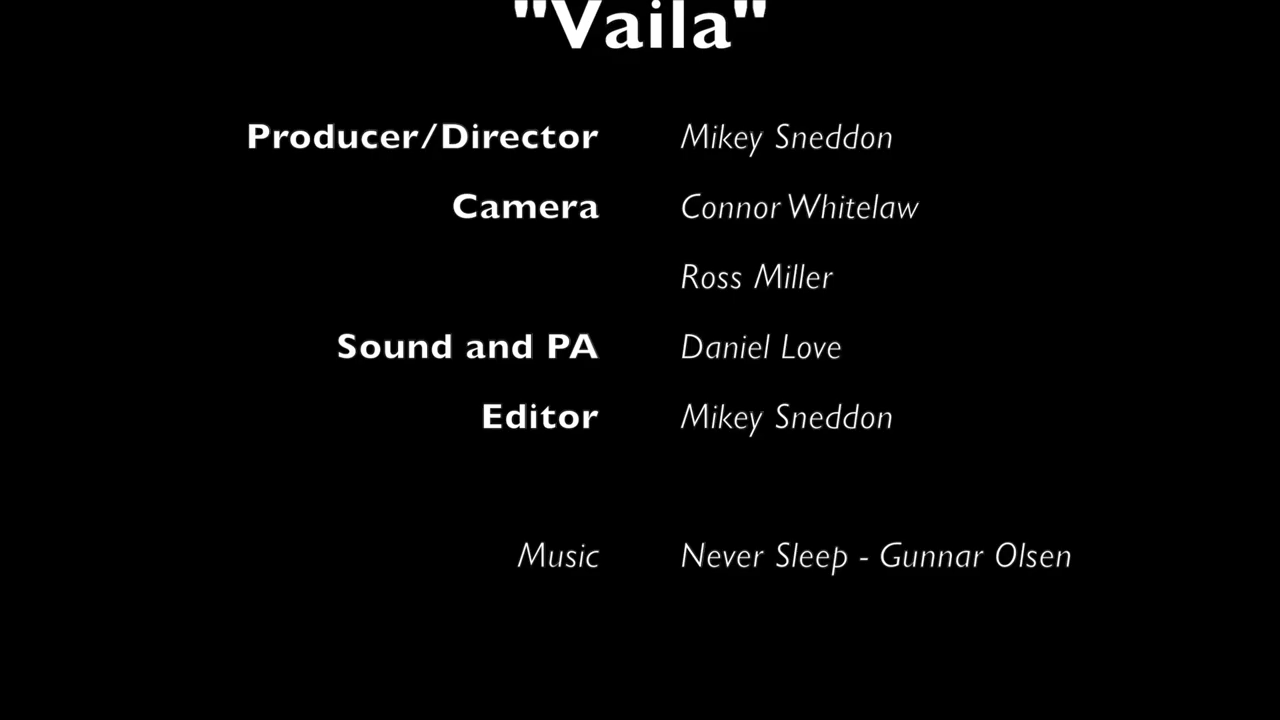 "Vaila"
Producer/Director Mikey Sneddon
Camera Connor Whitelaw
Ross Miller
Sound and PA Daniel Love
Editor Mikey Sneddon
Music Never Sleep - Gunnar Olsen